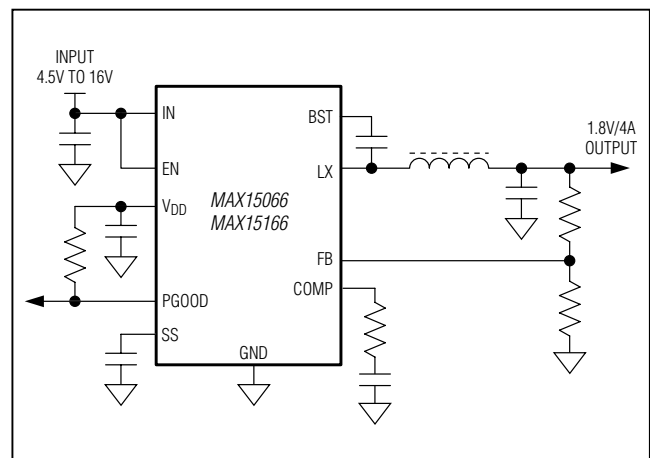 INPUT
4.5V TO 16V
IN
BST
1.8V/4A
OUTPUT
EN
LX
VDD
MAX15066
MAX15166
FB
COMP
PGOOD
SS
GND